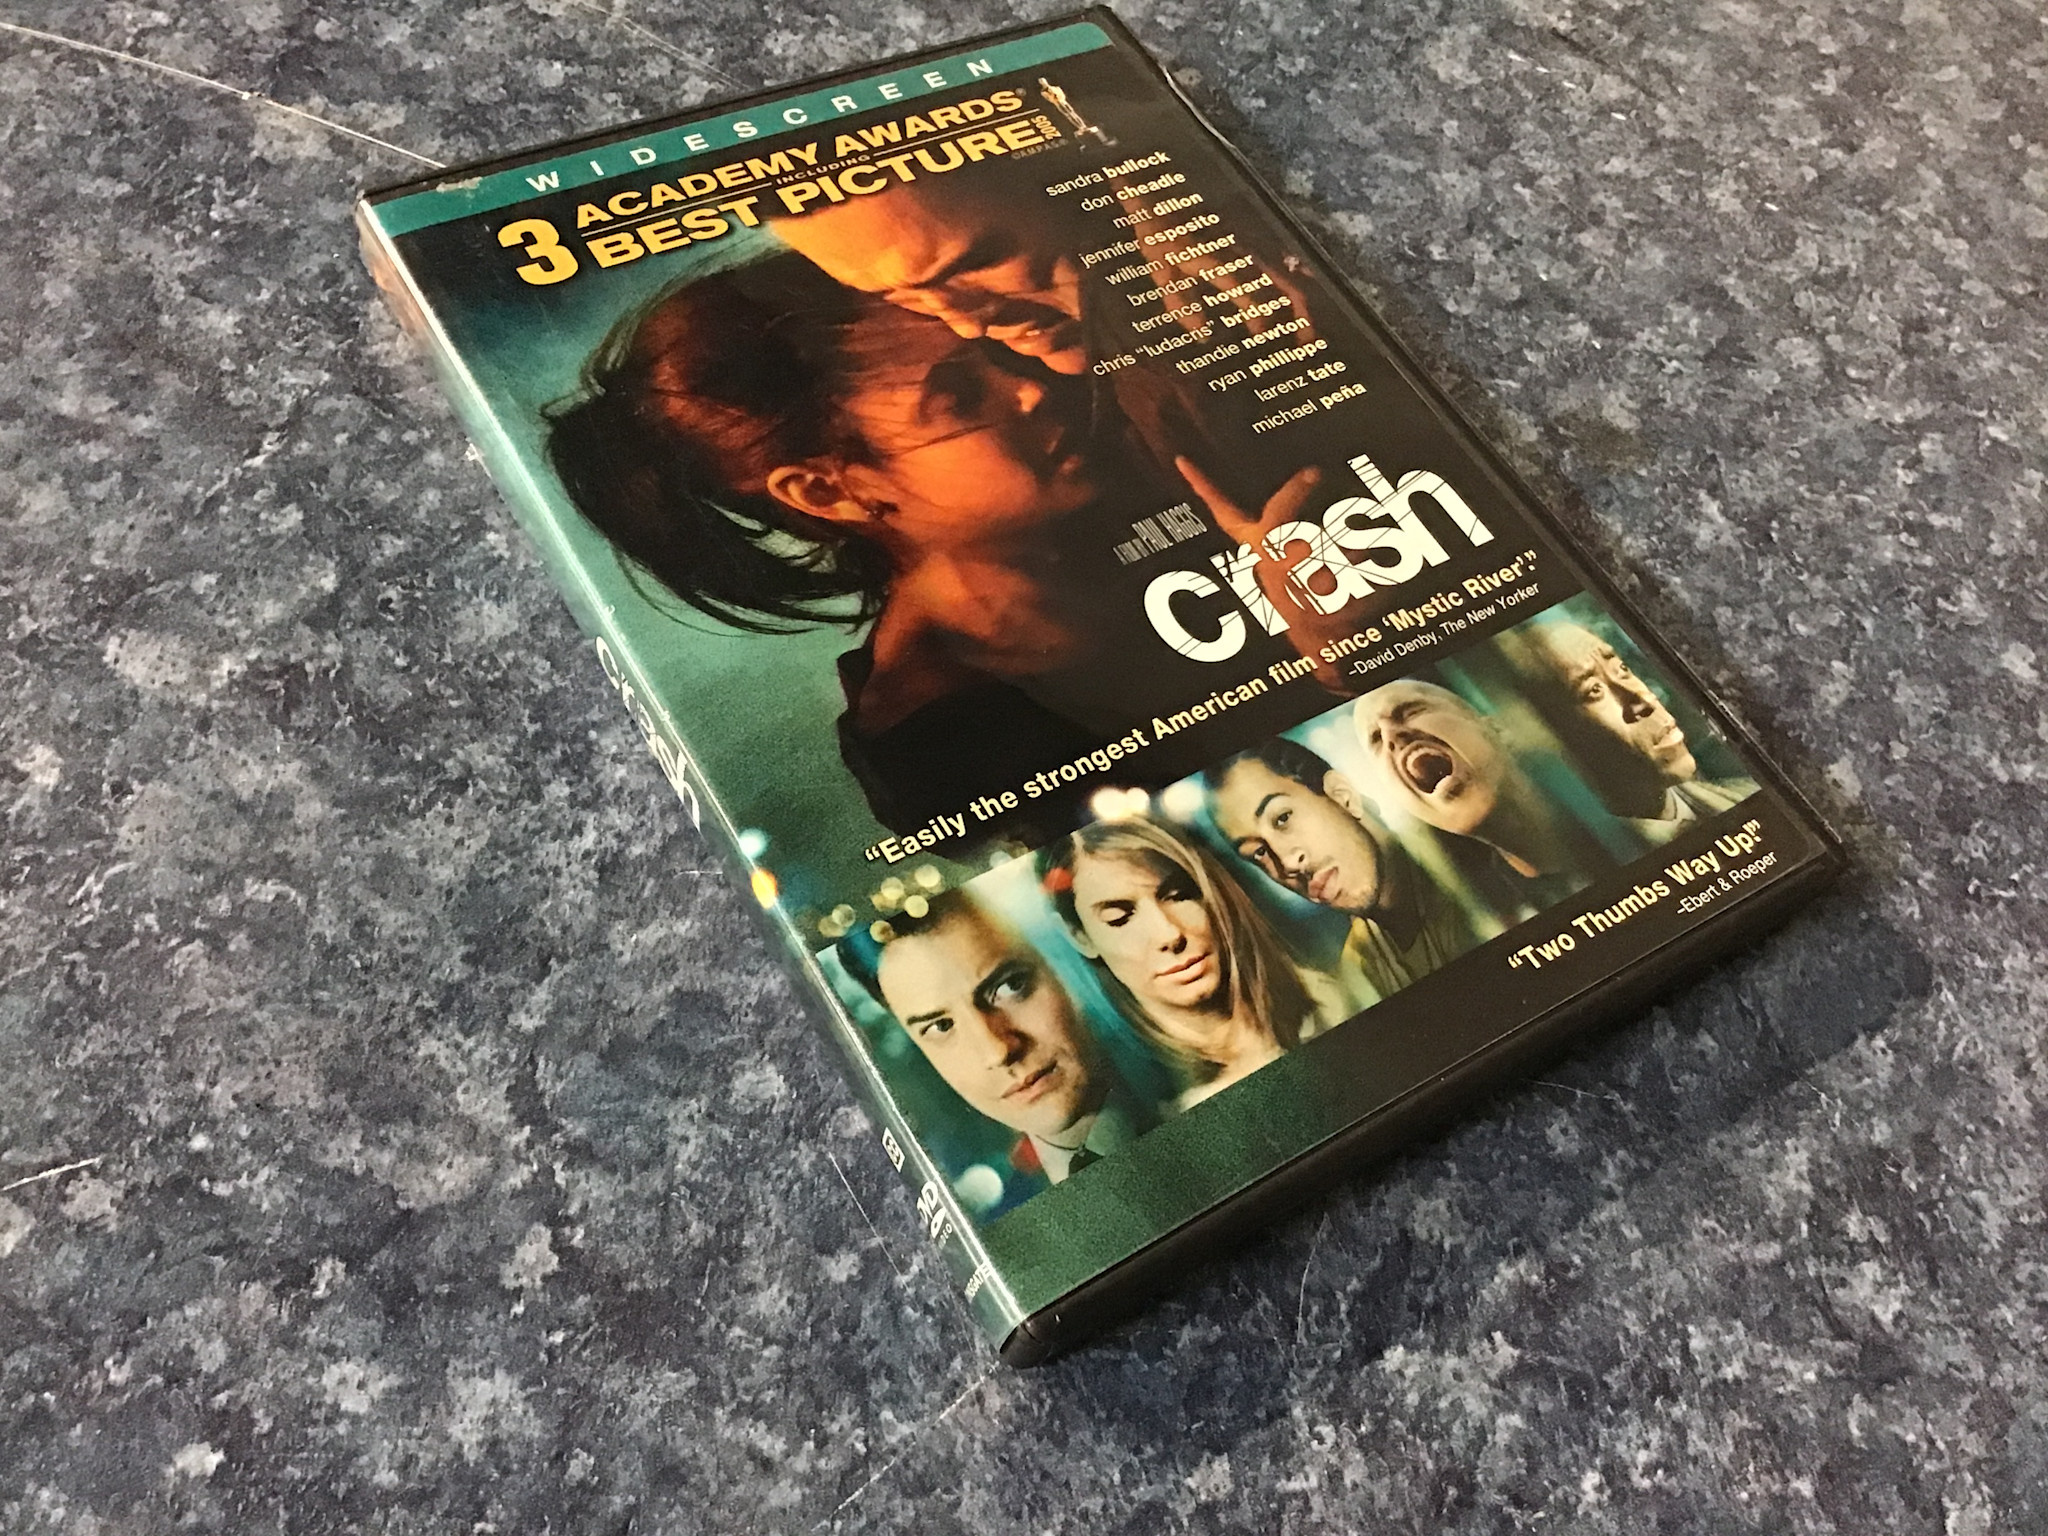 WIDESCREEN
3 ACADEMY AWARDS®
INCLUDING
BEST PICTURE 2005
©A.M.P.A.S.®
sandra bullock
don cheadle
matt dillon
jennifer esposito
william fichtner
brendan fraser
terrence howard
chris "ludacris" bridges
thandie newton
ryan phillippe
larenz tate
michael peña
A FILM BY PAUL HAGGIS
crash
"Easily the strongest American film since 'Mystic River'."
–David Denby, The New Yorker
"Two Thumbs Way Up!"
–Ebert & Roeper
crash
DVD